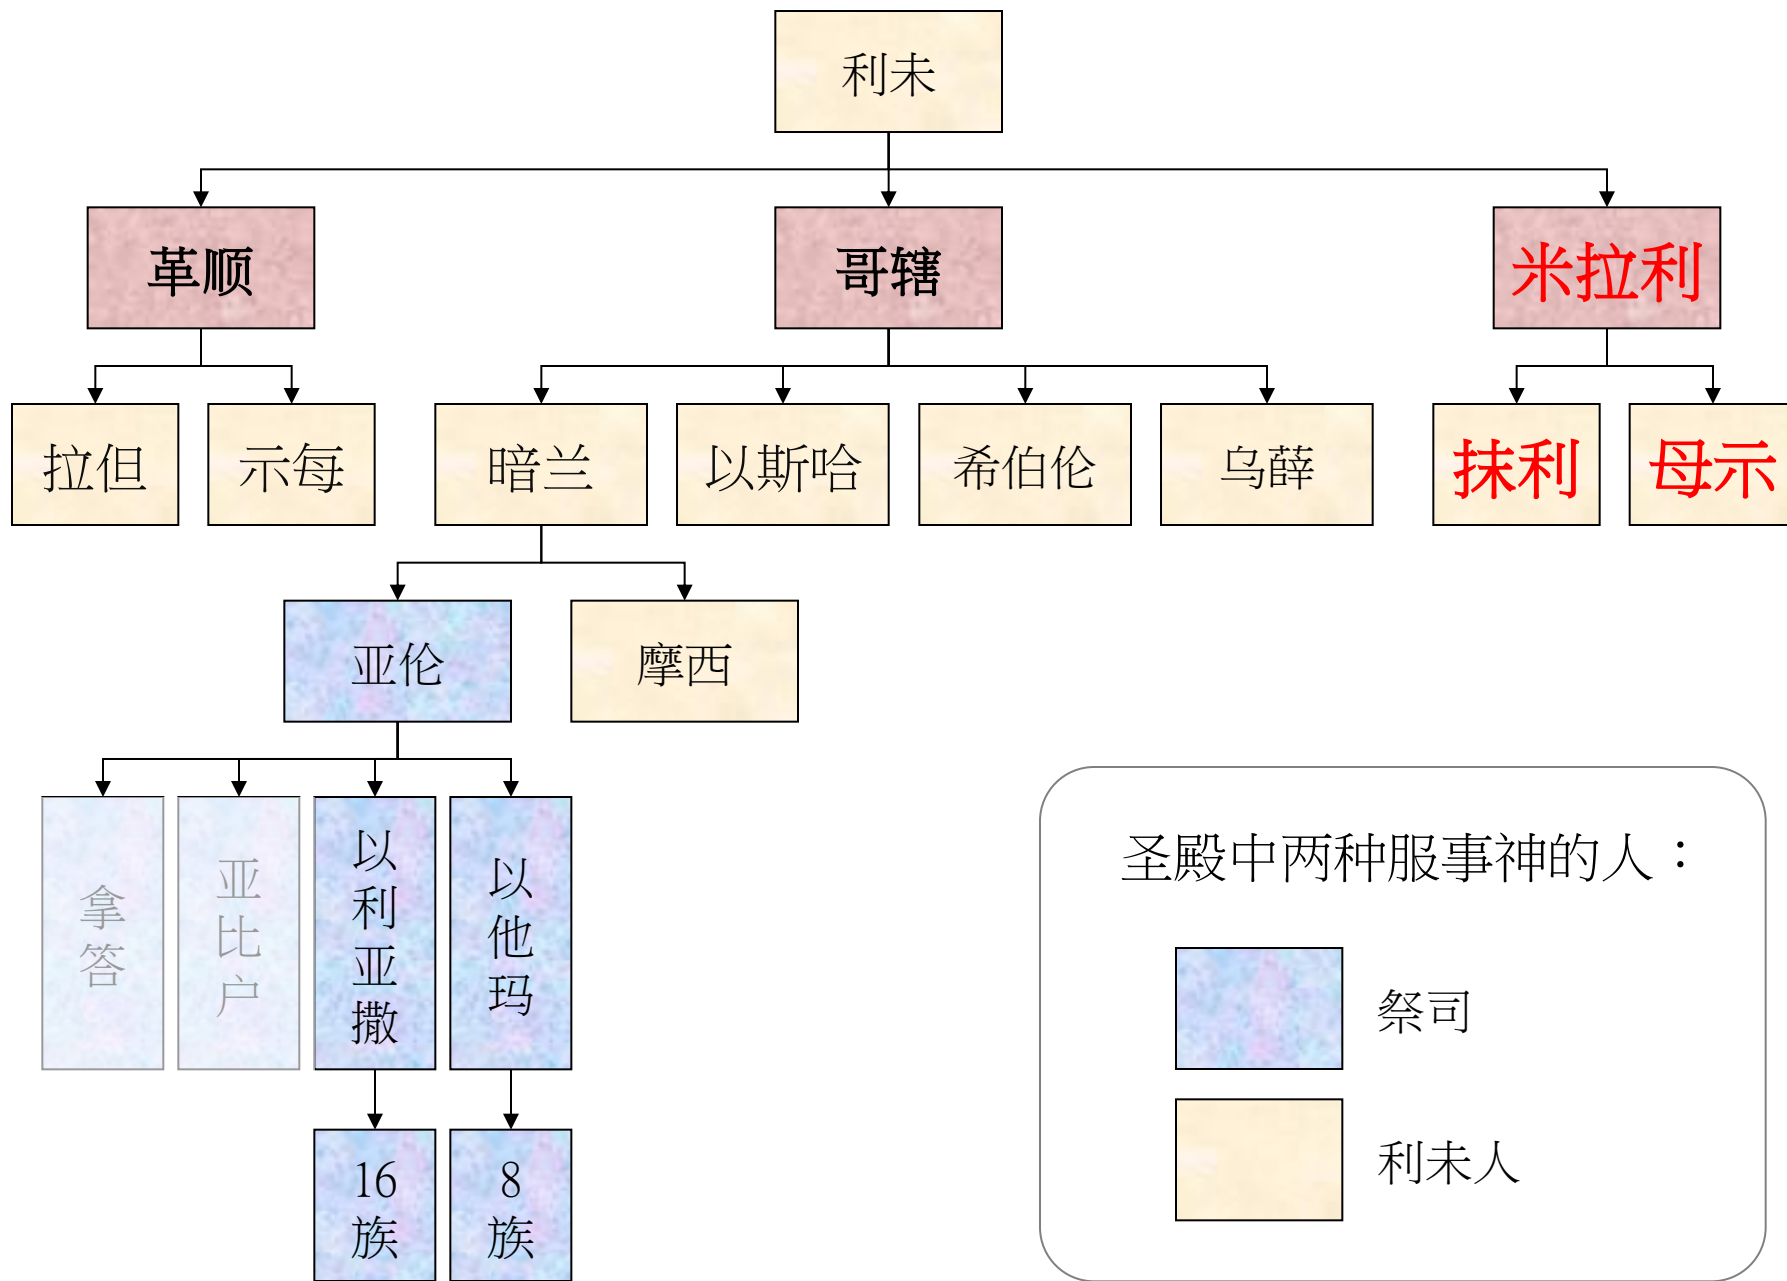 利未
革顺
哥辖
米拉利
拉但
示每
暗兰
以斯哈
希伯伦
乌薛
抹利
母示
亚伦
摩西
拿答
亚比户
以利亚撒
以他玛
16
族
8
族
圣殿中两种服事神的人：
祭司
利未人